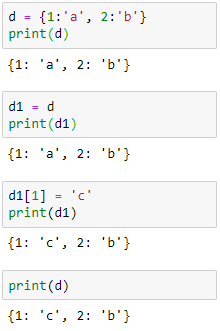 d = {1:'a', 2:'b'}
print(d)
{1: 'a', 2: 'b'}
d1 = d
print(d1)
{1: 'a', 2: 'b'}
d1[1] = 'c'
print(d1)
{1: 'c', 2: 'b'}
print(d)
{1: 'c', 2: 'b'}